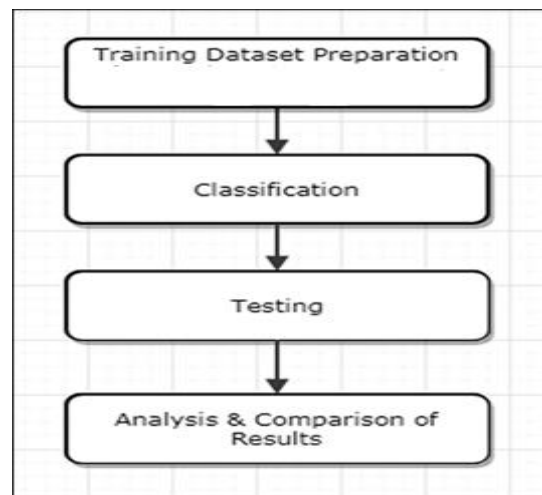 Training Dataset Preparation
Classification
Testing
Analysis & Comparison of
Results